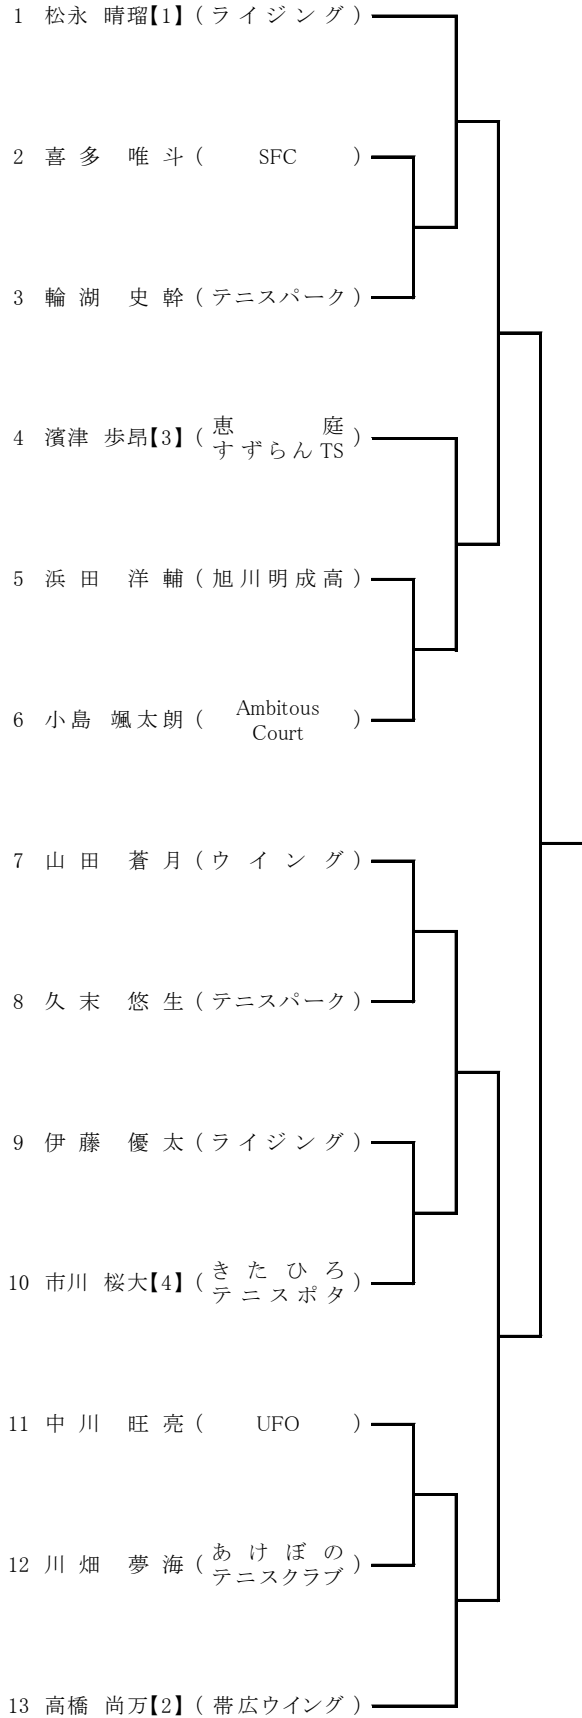 1 松永 晴瑠【1】（ライジング）
2 喜多 唯斗（ SFC ）
3 輪湖 史幹（テニスパーク）
4 濱津 歩昂【3】（恵庭
すずらんTS）
5 浜田 洋輔（旭川明成高）
6 小島 颯太朗（ Ambitous
Court ）
7 山田 蒼月（ウイング）
8 久末 悠生（テニスパーク）
9 伊藤 優太（ライジング）
10 市川 桜大【4】（きたひろ
テニスポタ）
11 中川 旺亮（ UFO ）
12 川畑 夢海（あけぼの
テニスクラブ）
13 高橋 尚万【2】（帯広ウイング）